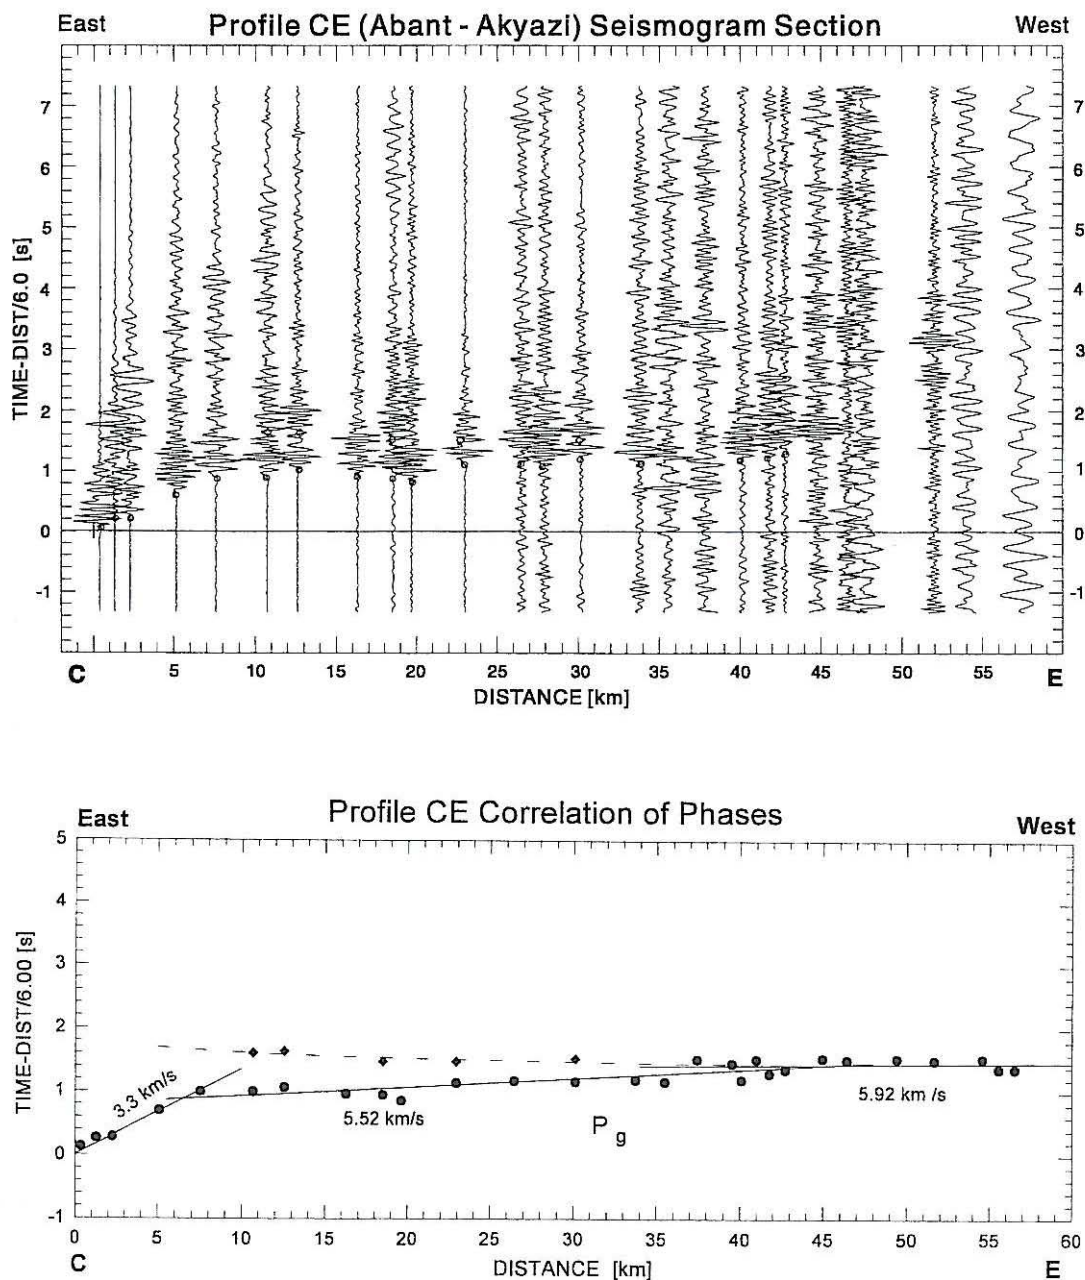 East Profile CE (Abant - Akyazi) Seismogram Section West
7 7
6 6
5 5
4 4
3 3
2 2
1 1
0 0
-1 -1
TIME-DIST/6.0 [s]
5 10 15 20 25 30 35 40 45 50 55
C E
DISTANCE [km]
East Profile CE Correlation of Phases West
5
4
3
2
1
0
-1
TIME-DIST/6.00 [s]
3.3 km/s
5.52 km/s
5.92 km /s
P g
0 5 10 15 20 25 30 35 40 45 50 55 60
C E
DISTANCE [km]